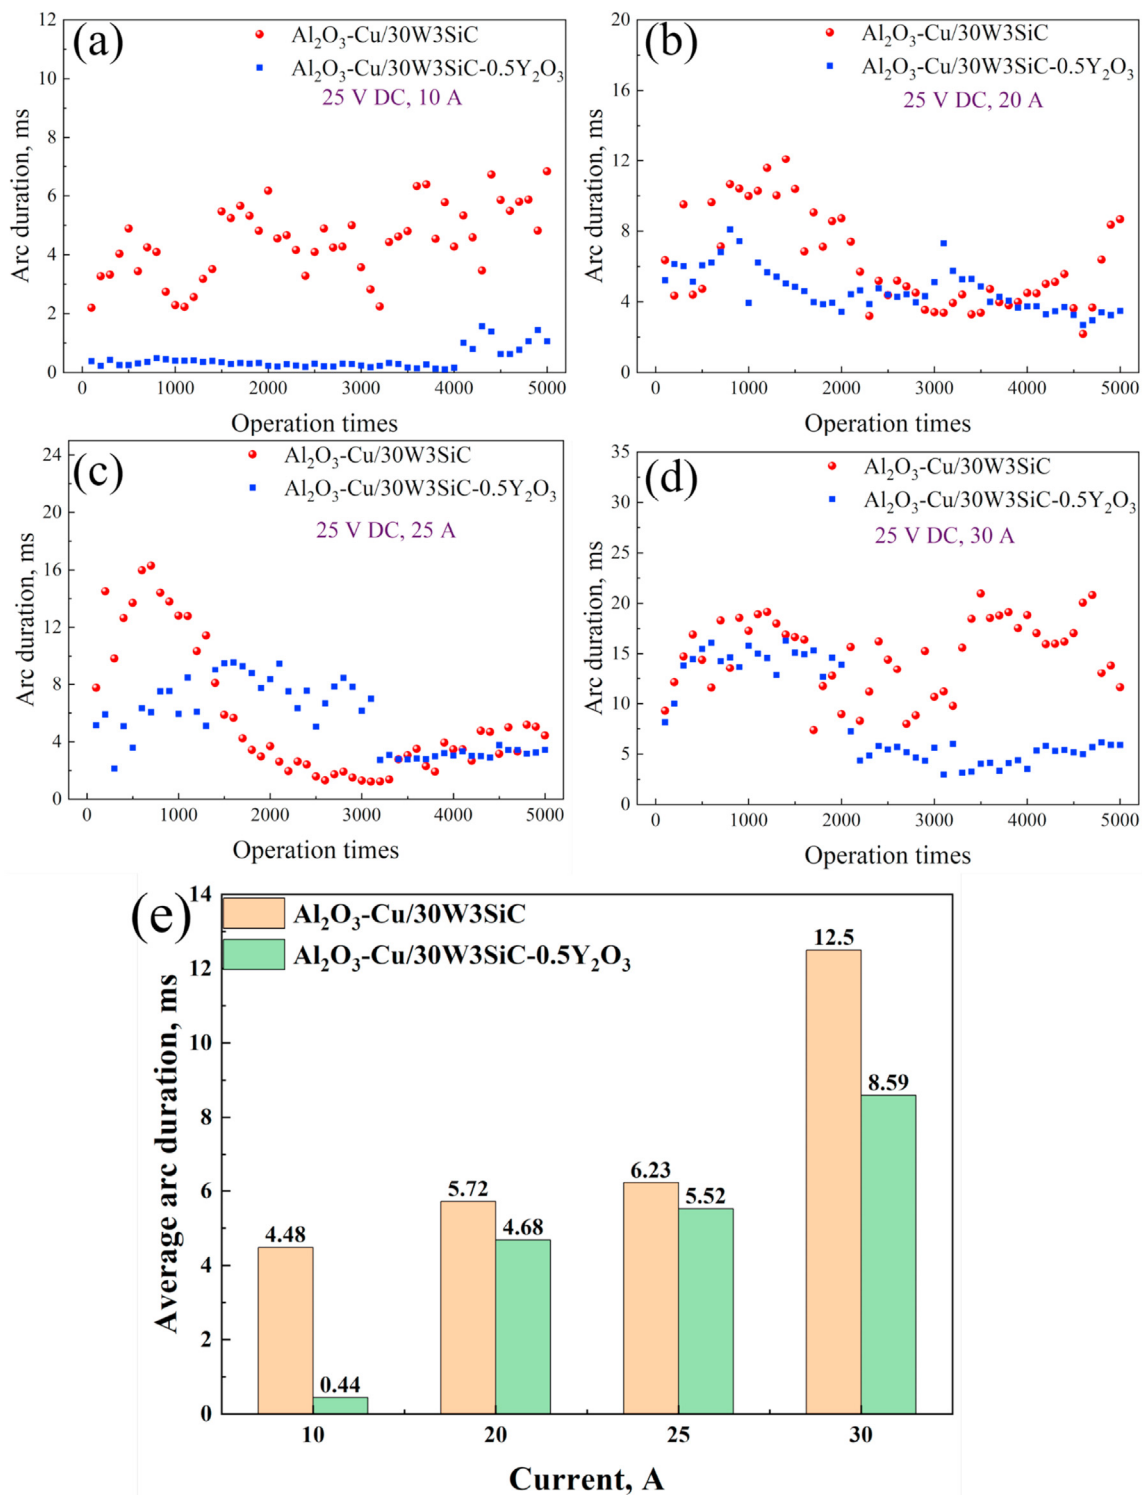 (a)
Al₂O₃-Cu/30W3SiC
Al₂O₃-Cu/30W3SiC-0.5Y₂O₃
25 V DC, 10 A
Arc duration, ms
12
10
8
6
4
2
0
0 1000 2000 3000 4000 5000
Operation times
(b)
Al₂O₃-Cu/30W3SiC
Al₂O₃-Cu/30W3SiC-0.5Y₂O₃
25 V DC, 20 A
Arc duration, ms
20
16
12
8
4
0
0 1000 2000 3000 4000 5000
Operation times
(c)
Al₂O₃-Cu/30W3SiC
Al₂O₃-Cu/30W3SiC-0.5Y₂O₃
25 V DC, 25 A
Arc duration, ms
24
20
16
12
8
4
0
0 1000 2000 3000 4000 5000
Operation times
(d)
Al₂O₃-Cu/30W3SiC
Al₂O₃-Cu/30W3SiC-0.5Y₂O₃
25 V DC, 30 A
Arc duration, ms
35
30
25
20
15
10
5
0
0 1000 2000 3000 4000 5000
Operation times
(e)
Al₂O₃-Cu/30W3SiC
Al₂O₃-Cu/30W3SiC-0.5Y₂O₃
Average arc duration, ms
14
12
10
8
6
4
2
0
4.48
0.44
5.72
4.68
6.23
5.52
12.5
8.59
10 20 25 30
Current, A